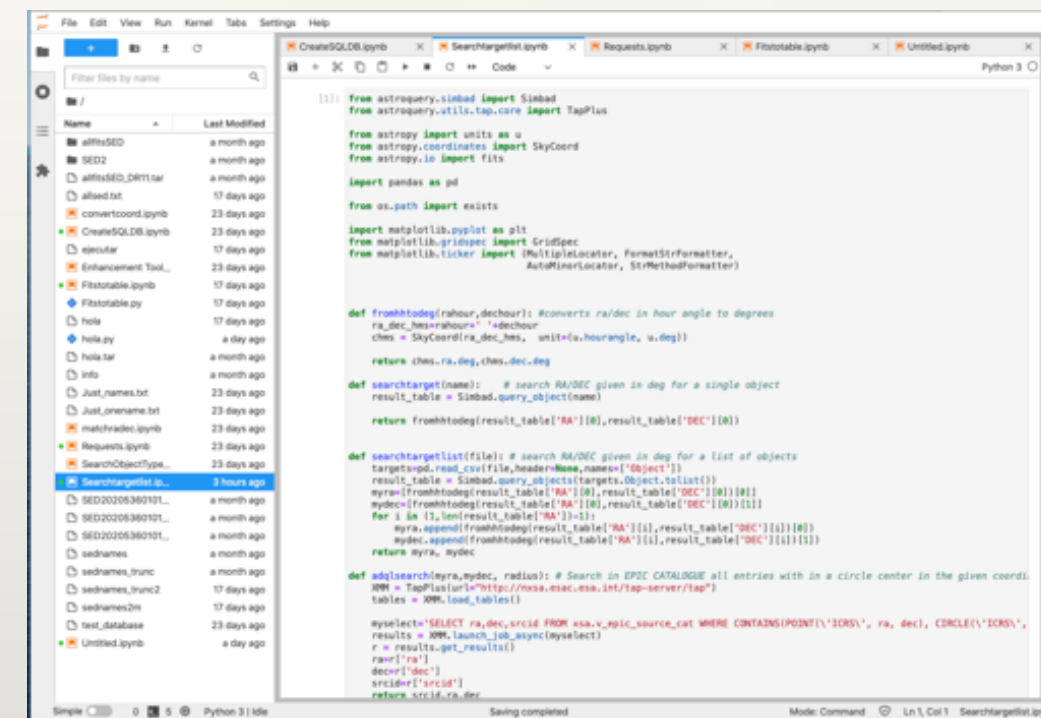 File Edit View Run Kernel Tabs Settings Help
CreateSQLDB.ipynb
Searchtargetlist.ipynb
Requests.ipynb
Fitstotable.ipynb
Untitled.ipynb
Code
Python 3
Filter files by name
/
Name Last Modified
allfitsSED a month ago
SED2 a month ago
allfitsSED_DR11.tar a month ago
allsed.txt 17 days ago
convertcoord.ipynb 23 days ago
CreateSQLDB.ipynb 23 days ago
ejecutar 17 days ago
Enhancement Tool_... 23 days ago
Fitstotable.ipynb 17 days ago
Fitstotable.py 17 days ago
hola 17 days ago
hola.py a day ago
hola.tar a month ago
info a month ago
Just_names.txt 23 days ago
Just_onename.txt 23 days ago
matchradec.ipynb 23 days ago
Requests.ipynb 23 days ago
SearchObjectType_... 23 days ago
Searchtargetlist.ip... 3 hours ago
SED20205360101_... a month ago
SED20205360101_... a month ago
SED20205360101_... a month ago
sednames a month ago
sednames_trunc a month ago
sednames_trunc2 17 days ago
sednames2m 17 days ago
test_database 23 days ago
Untitled.ipynb a day ago
[1]: from astroquery.simbad import Simbad
from astroquery.utils.tap.core import TapPlus
from astropy import units as u
from astropy.coordinates import SkyCoord
from astropy.io import fits
import pandas as pd
from os.path import exists
import matplotlib.pyplot as plt
from matplotlib.gridspec import GridSpec
from matplotlib.ticker import (MultipleLocator, FormatStrFormatter,
AutoMinorLocator, StrMethodFormatter)
def fromhhtodeg(rahour,dechour): #converts ra/dec in hour angle to degrees
ra_dec_hms=rahour+' '+dechour
chms = SkyCoord(ra_dec_hms, unit=(u.hourangle, u.deg))
return chms.ra.deg,chms.dec.deg
def searchtarget(name): # search RA/DEC given in deg for a single object
result_table = Simbad.query_object(name)
return fromhhtodeg(result_table['RA'][0],result_table['DEC'][0])
def searchtargetlist(file): # search RA/DEC given in deg for a list of objects
targets=pd.read_csv(file,header=None,names=['Object'])
result_table = Simbad.query_objects(targets.Object.tolist())
myra=[fromhhtodeg(result_table['RA'][0],result_table['DEC'][0])[0]]
mydec=[fromhhtodeg(result_table['RA'][0],result_table['DEC'][0])[1]]
for i in (1,len(result_table['RA'])-1):
myra.append(fromhhtodeg(result_table['RA'][i],result_table['DEC'][i])[0])
mydec.append(fromhhtodeg(result_table['RA'][i],result_table['DEC'][i])[1])
return myra, mydec
def adqlsearch(myra,mydec, radius): # Search in EPIC CATALOGUE all entries with in a circle center in the given coordi
XMM = TapPlus(url="http://nxsa.esac.esa.int/tap-server/tap")
tables = XMM.load_tables()
myselect='SELECT ra,dec,srcid FROM xsa.v_epic_source_cat WHERE CONTAINS(POINT(\'ICRS\', ra, dec), CIRCLE(\'ICRS\',
results = XMM.launch_job_async(myselect)
r = results.get_results()
ra=r['ra']
dec=r['dec']
srcid=r['srcid']
return srcid,ra,dec
Simple 0 5 Python 3 | Idle Saving completed Mode: Command Ln 1, Col 1 Searchtargetlist.ip